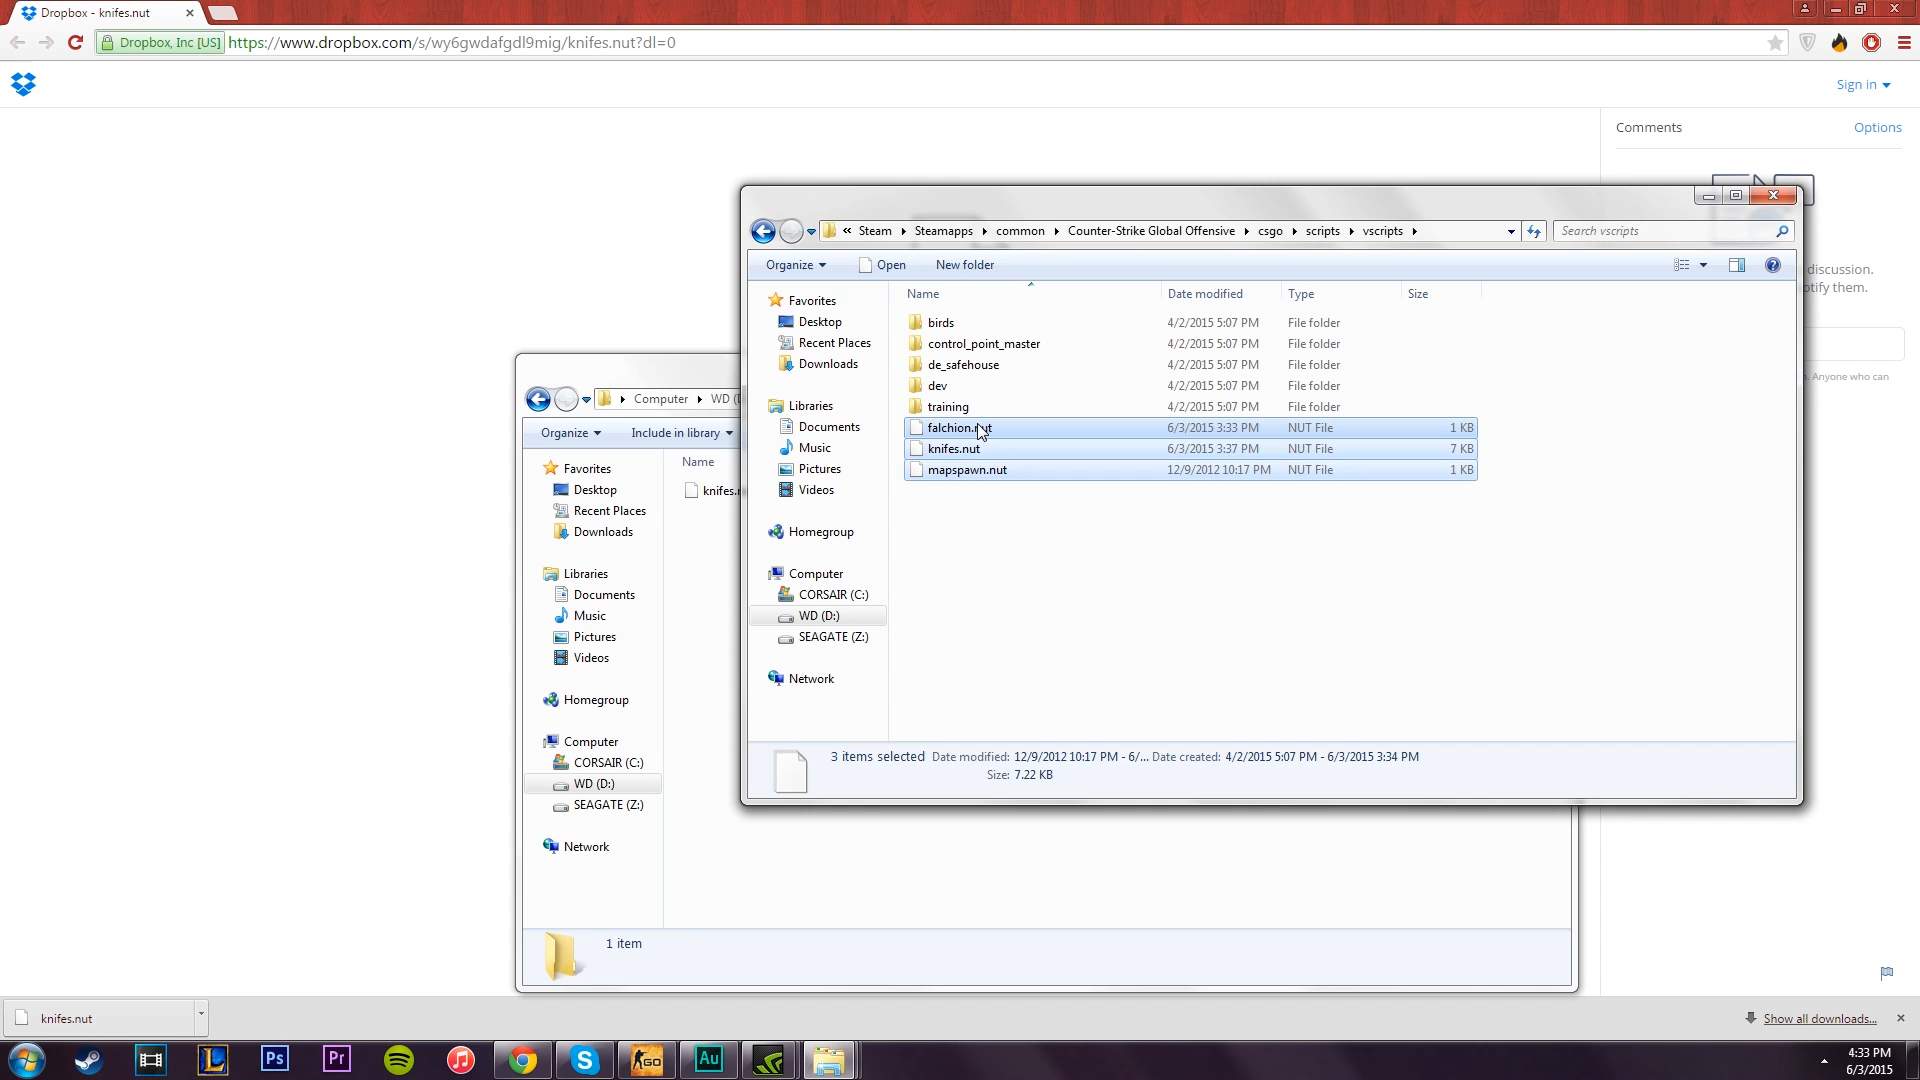 Dropbox - knifes.nut
Dropbox, Inc [US] https://www.dropbox.com/s/wy6gwdafgdl9mig/knifes.nut?dl=0
Sign in
Comments Options
discussion.
otify them.
Anyone who can
« Steam Steamapps common Counter-Strike Global Offensive csgo scripts vscripts Search vscripts
Organize Open New folder
Name Date modified Type Size
Favorites
Desktop
Recent Places
Downloads
Libraries
Documents
Music
Pictures
Videos
Homegroup
Computer
CORSAIR (C:)
WD (D:)
SEAGATE (Z:)
Network
birds 4/2/2015 5:07 PM File folder
control_point_master 4/2/2015 5:07 PM File folder
de_safehouse 4/2/2015 5:07 PM File folder
dev 4/2/2015 5:07 PM File folder
training 4/2/2015 5:07 PM File folder
falchion.nut 6/3/2015 3:33 PM NUT File 1 KB
knifes.nut 6/3/2015 3:37 PM NUT File 7 KB
mapspawn.nut 12/9/2012 10:17 PM NUT File 1 KB
3 items selected Date modified: 12/9/2012 10:17 PM - 6/... Date created: 4/2/2015 5:07 PM - 6/3/2015 3:34 PM
Size: 7.22 KB
Computer WD (D
Organize Include in library
Name
knifes.
Favorites
Desktop
Recent Places
Downloads
Libraries
Documents
Music
Pictures
Videos
Homegroup
Computer
CORSAIR (C:)
WD (D:)
SEAGATE (Z:)
Network
1 item
knifes.nut
Show all downloads...
Ps Pr GO Au
4:33 PM
6/3/2015